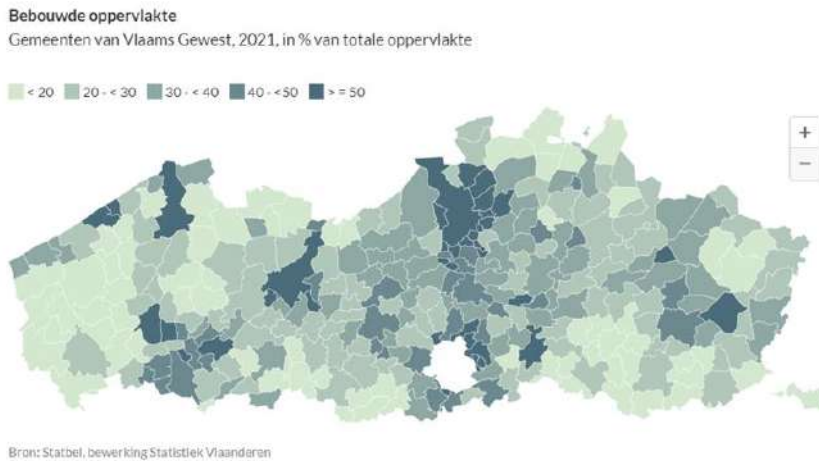 Bebouwde oppervlakte
Gemeenten van Vlaams Gewest, 2021, in % van totale oppervlakte
< 20 20 - < 30 30 - < 40 40 - <50 > = 50
+
−
Bron: Statbel, bewerking Statistiek Vlaanderen